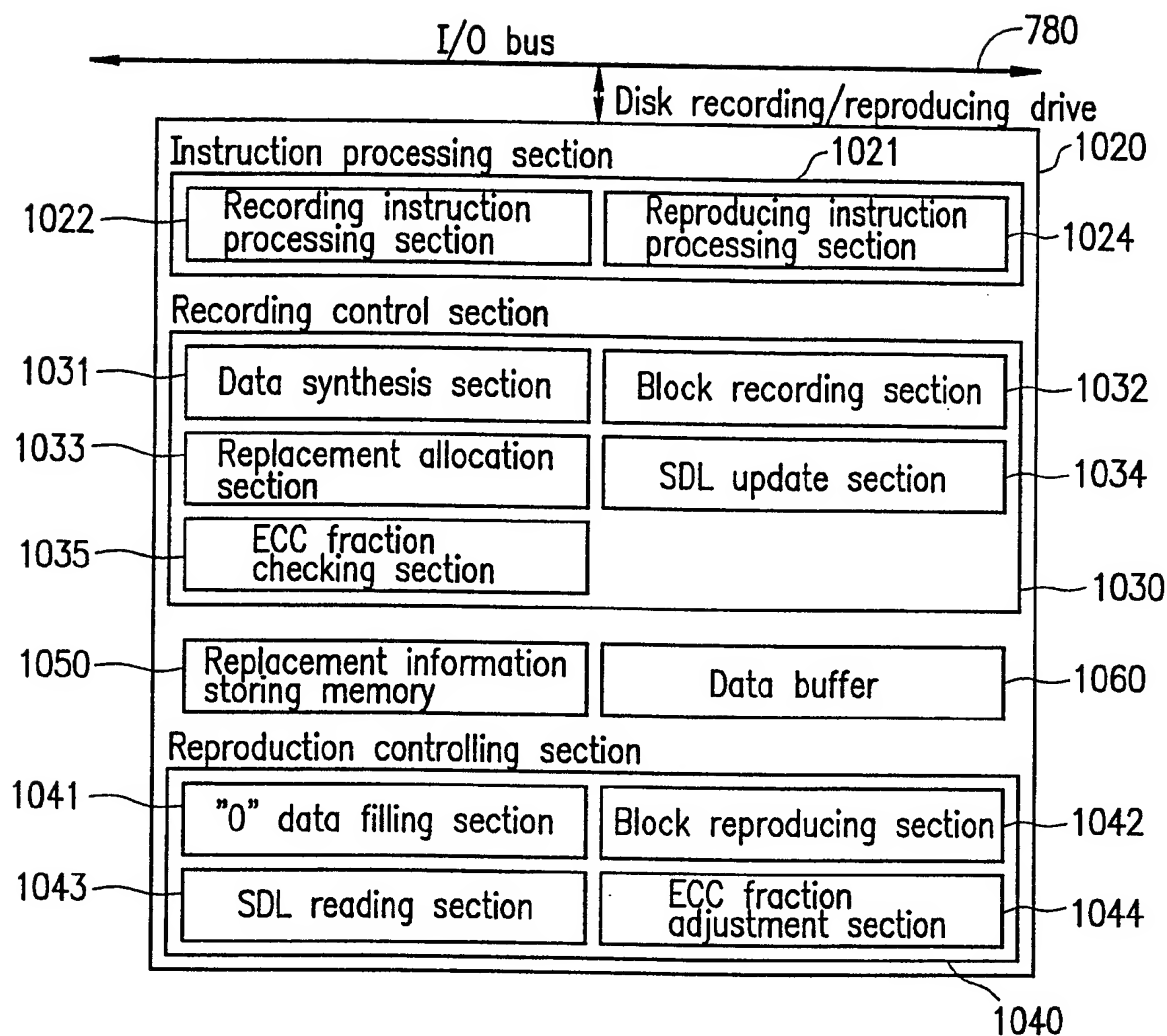 I/O bus
780
Disk recording/reproducing drive
1020
Instruction processing section
1021
1022
Recording instruction
processing section
Reproducing instruction
processing section
1024
Recording control section
1031
Data synthesis section
Block recording section
1032
1033
Replacement allocation
section
SDL update section
1034
1035
ECC fraction
checking section
1030
1050
Replacement information
storing memory
Data buffer
1060
Reproduction controlling section
1041
"0" data filling section
Block reproducing section
1042
1043
SDL reading section
ECC fraction
adjustment section
1044
1040